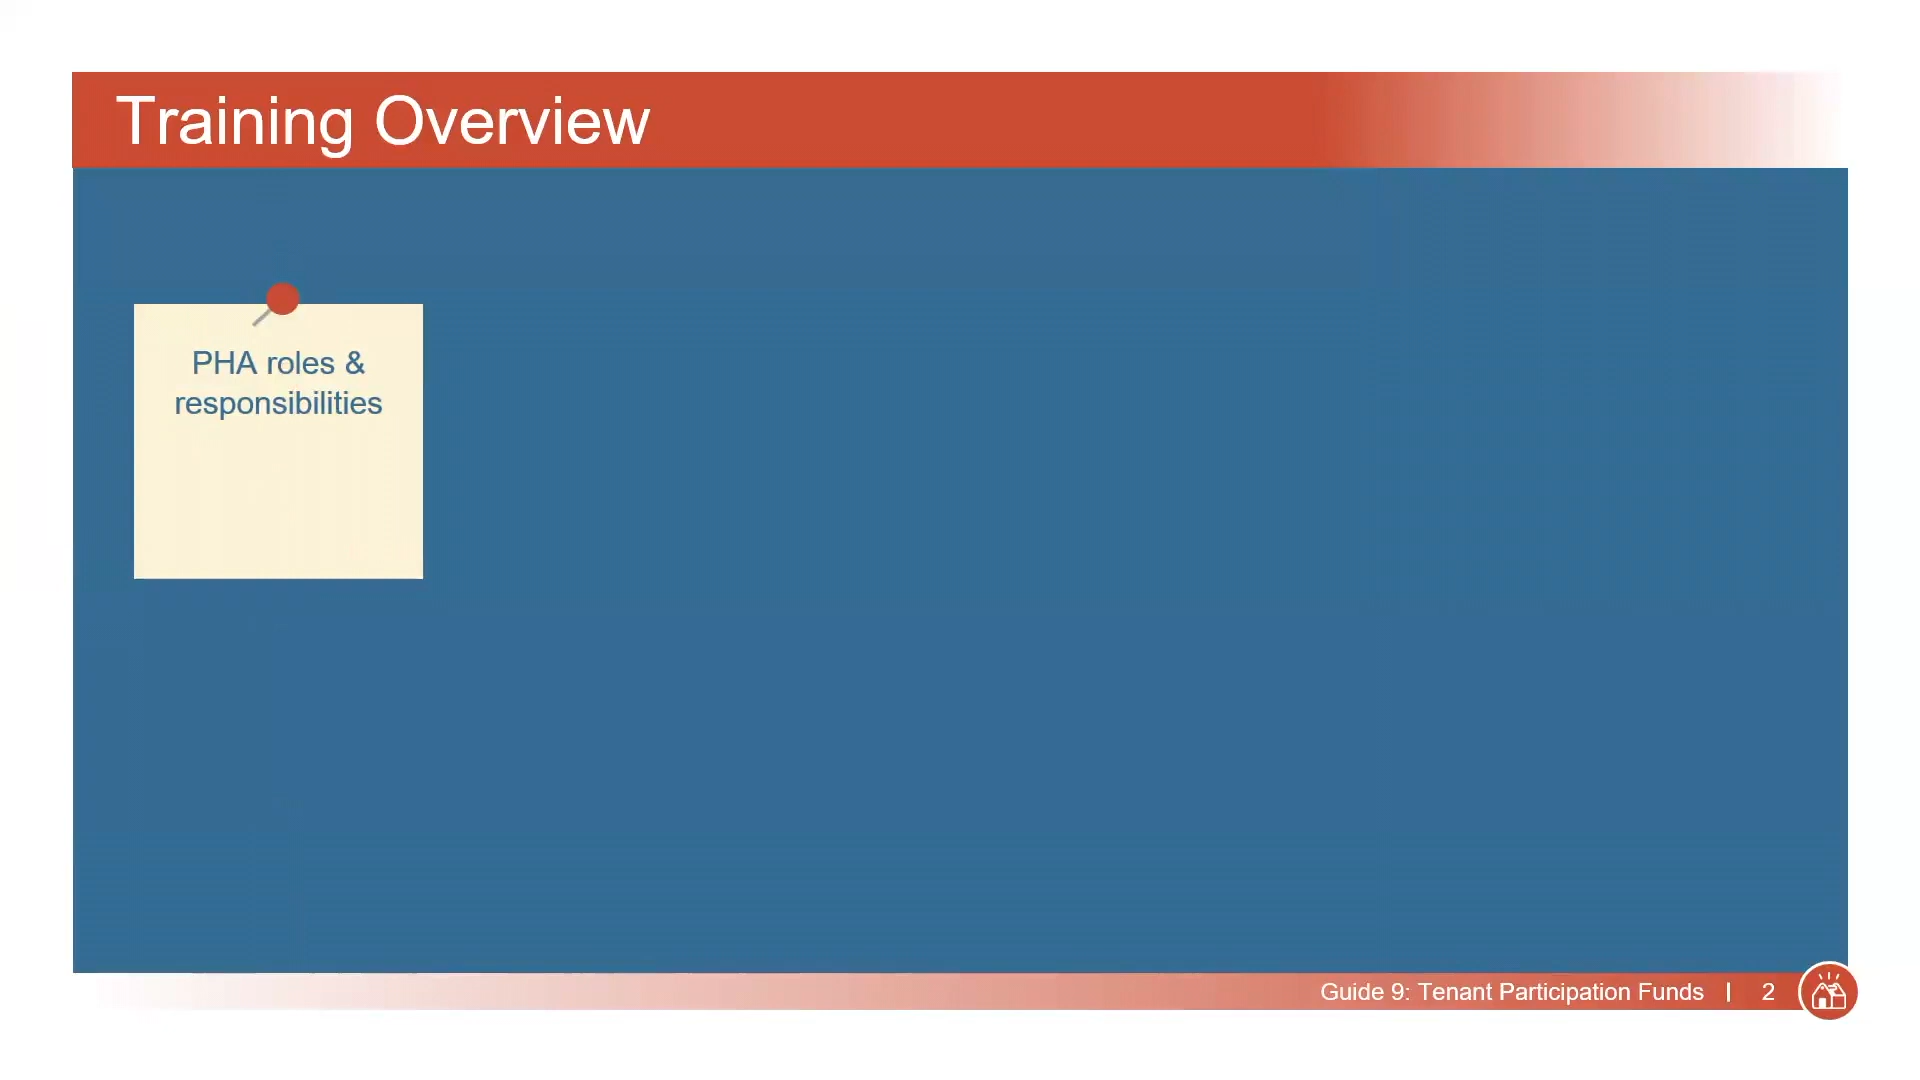 Training Overview
PHA roles &
responsibilities
Guide 9: Tenant Participation Funds | 2